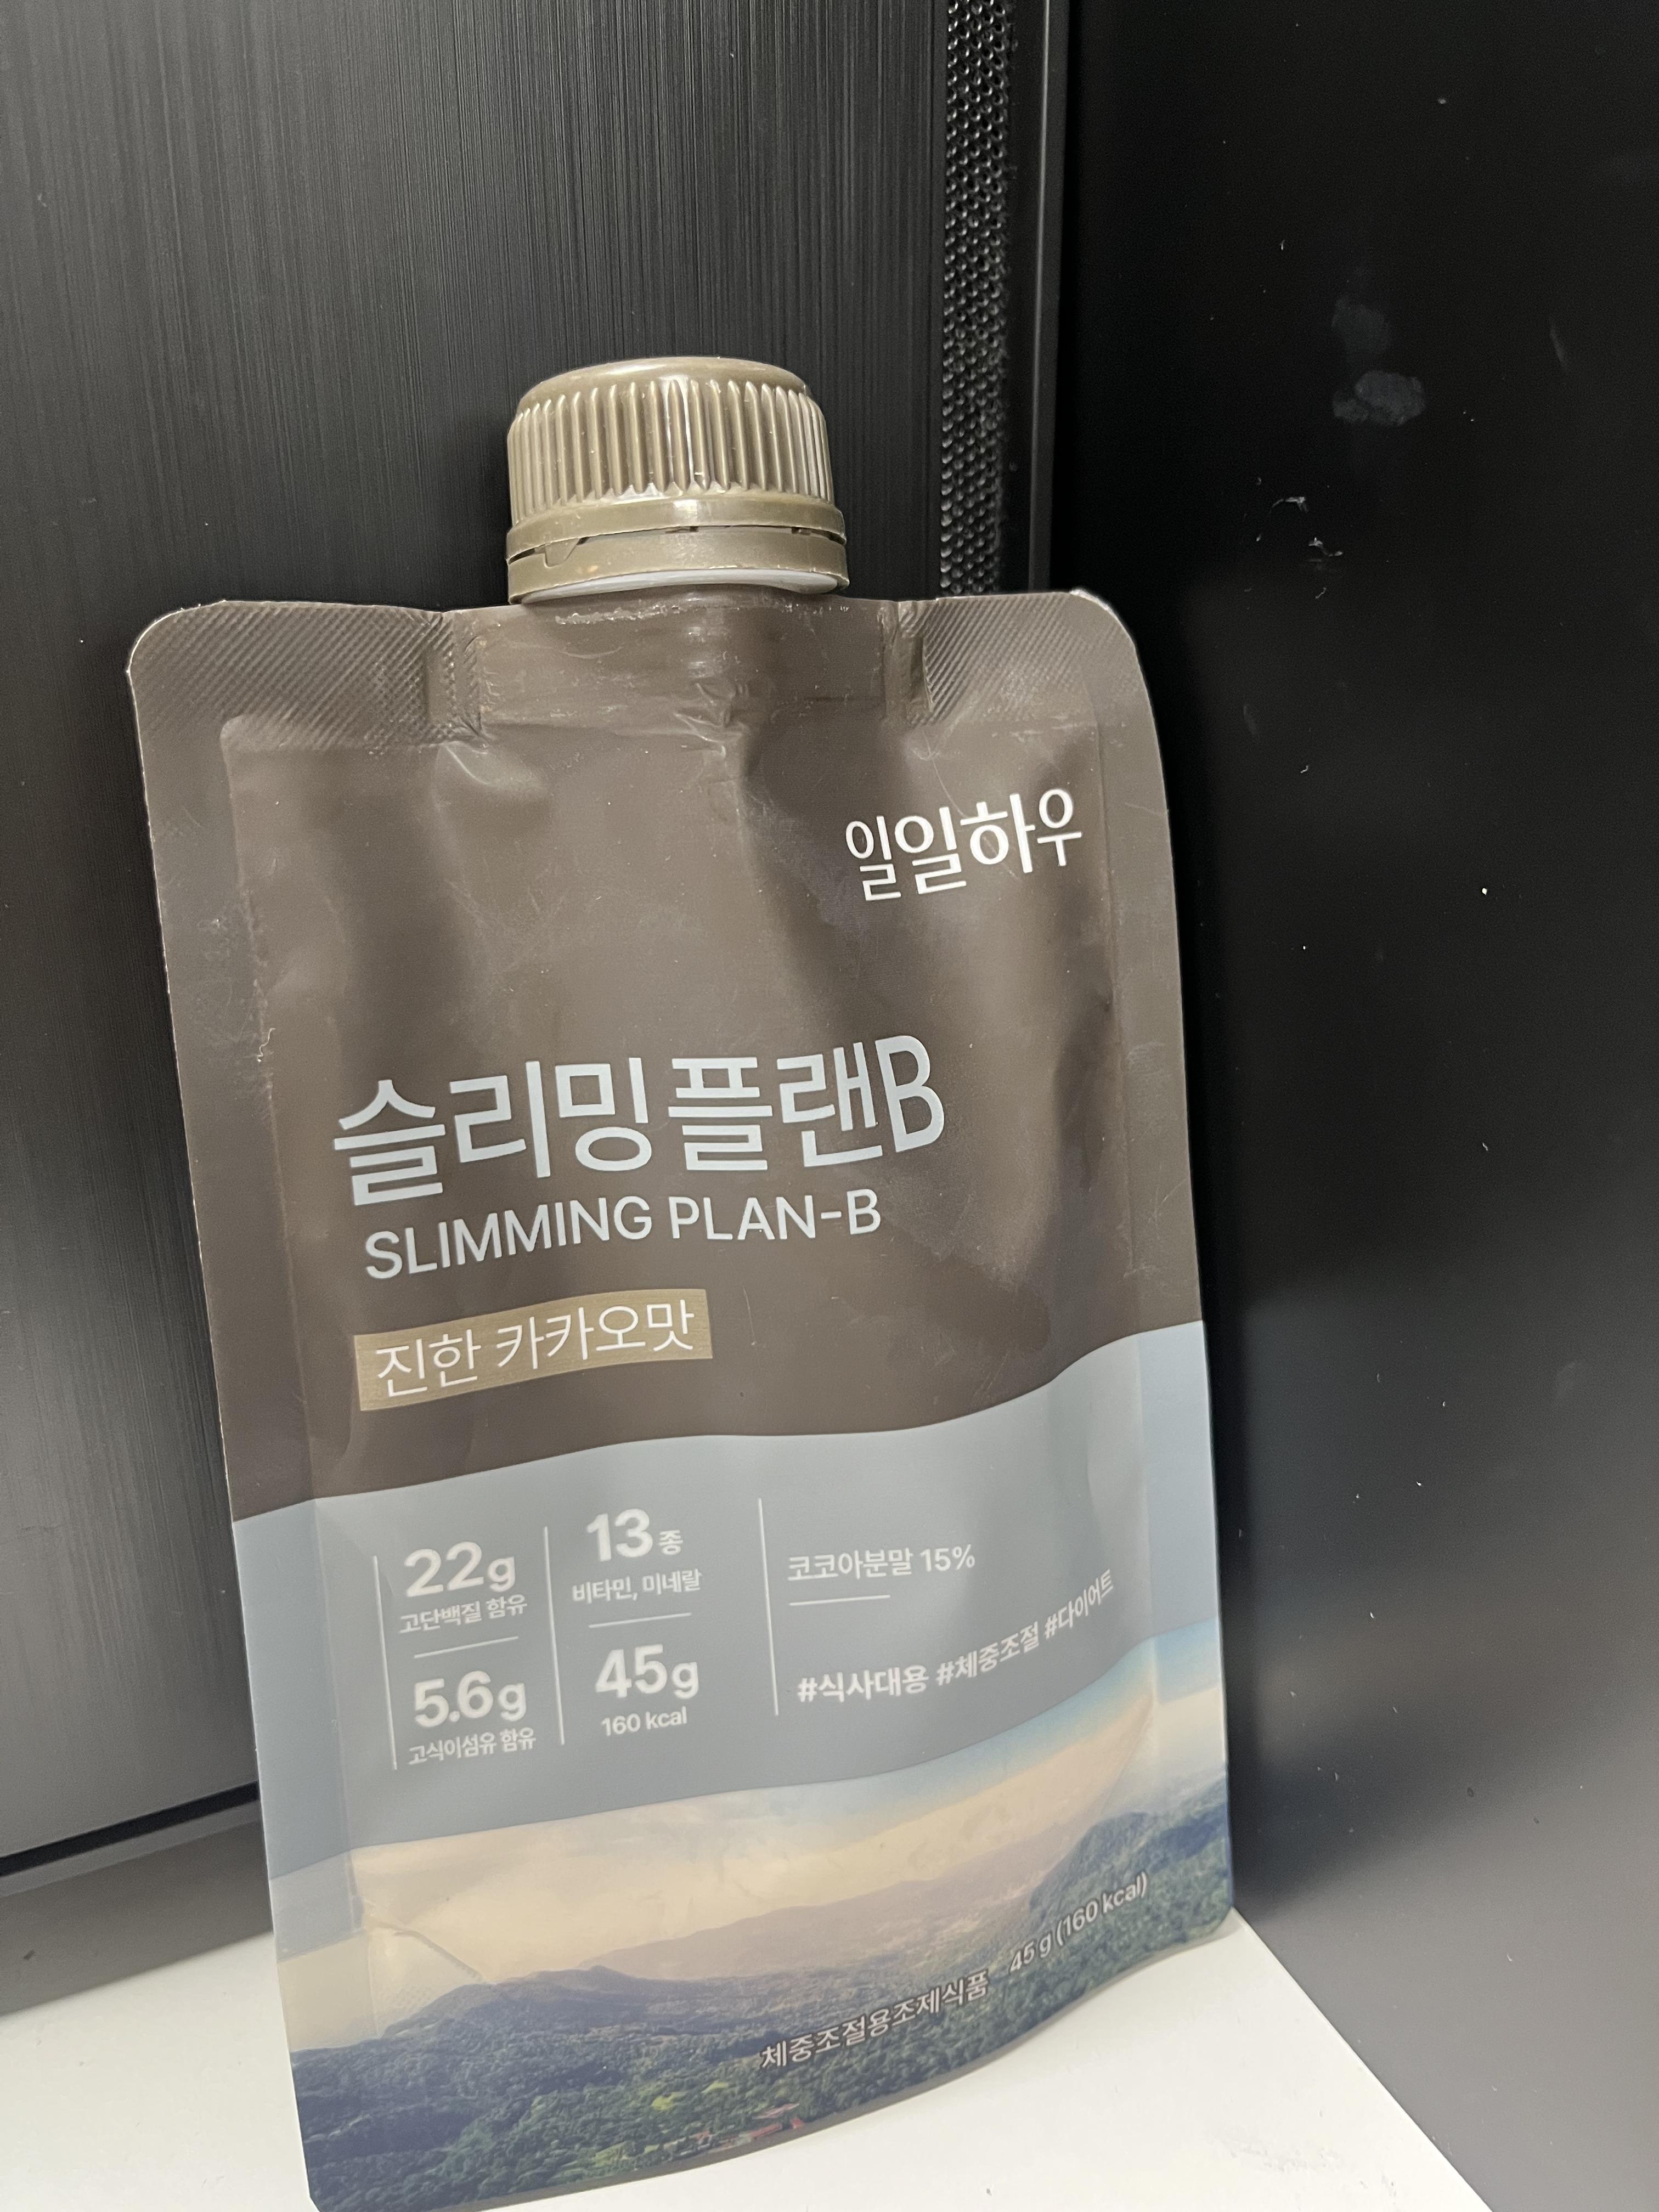 일일하우
슬리밍 플랜B
SLIMMING PLAN-B
진한 카카오맛
22g
고단백질 함유
5.6g
고식이섬유 함유
13종
비타민, 미네랄
45g
160 kcal
코코아분말 15%
#식사대용 #체중조절 #다이어트
체중조절용조제식품 45 g (160 kcal)